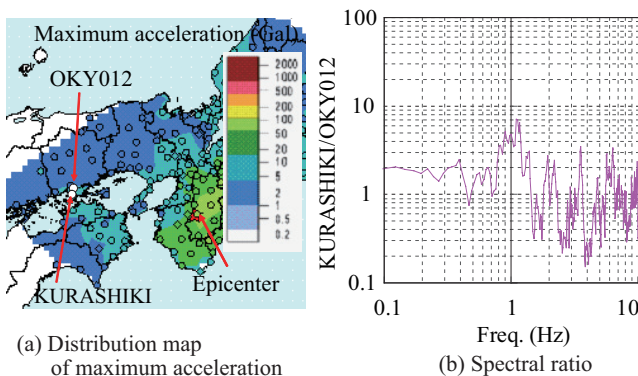 Maximum acceleration (Gal)
OKY012
2000
1000
500
200
100
50
20
10
5
2
1
0.5
0.2
KURASHIKI
Epicenter
(a) Distribution map
of maximum acceleration
KURASHIKI/OKY012
100
10
1
0.1
0.1
1
10
Freq. (Hz)
(b) Spectral ratio